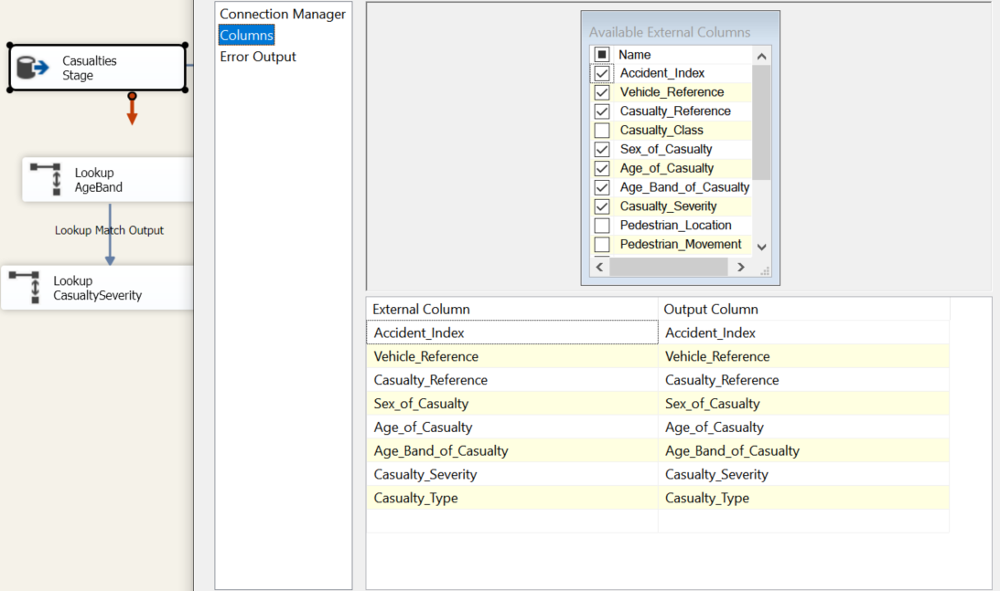 Casualties
Stage
Lookup
AgeBand
Lookup Match Output
Lookup
CasualtySeverity
Connection Manager
Columns
Error Output
Available External Columns
Name
Accident_Index
Vehicle_Reference
Casualty_Reference
Casualty_Class
Sex_of_Casualty
Age_of_Casualty
Age_Band_of_Casualty
Casualty_Severity
Pedestrian_Location
Pedestrian_Movement
External Column Output Column
Accident_Index Accident_Index
Vehicle_Reference Vehicle_Reference
Casualty_Reference Casualty_Reference
Sex_of_Casualty Sex_of_Casualty
Age_of_Casualty Age_of_Casualty
Age_Band_of_Casualty Age_Band_of_Casualty
Casualty_Severity Casualty_Severity
Casualty_Type Casualty_Type